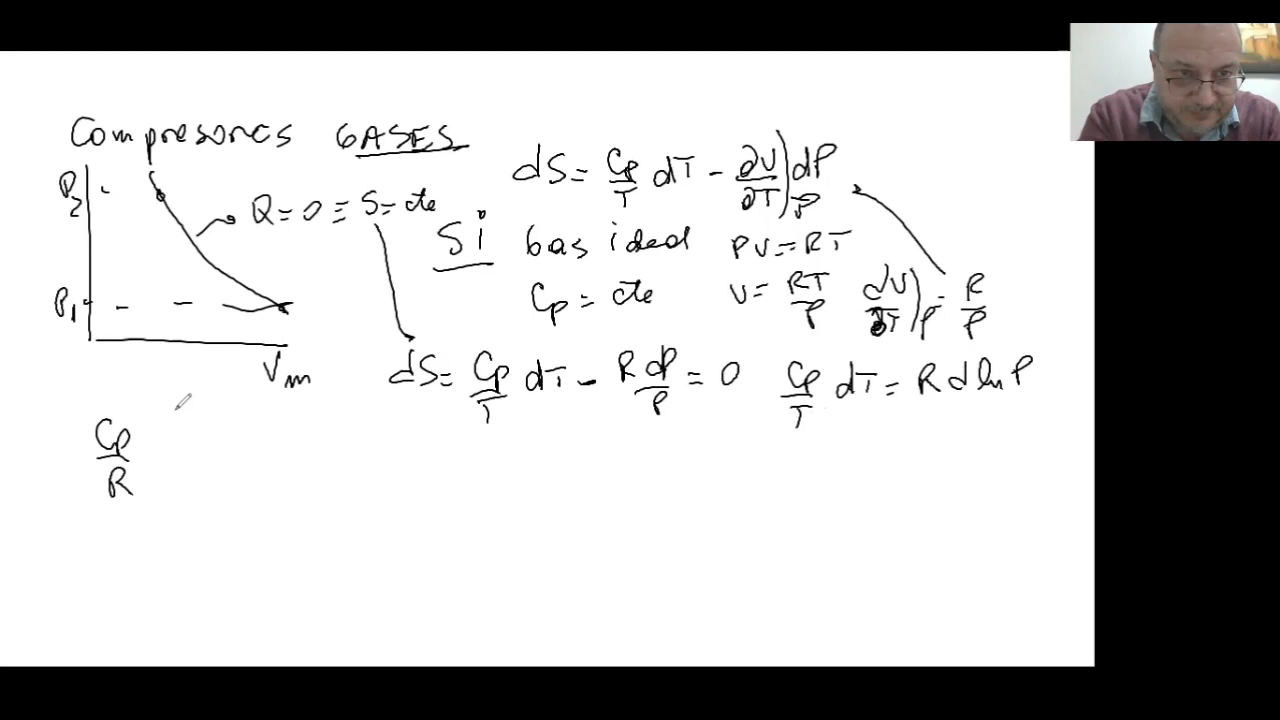 Compresores GASES
P2
Q = 0 ≡ S = cte
P1
Vm
dS = Cp/T dT - ∂V/∂T)P dP
Si Gas ideal PV = RT
Cp = cte V = RT/P ∂V/∂T)P = R/P
dS = Cp/T dT - R dP/P = 0 Cp/T dT = R d ln P
Cp/R